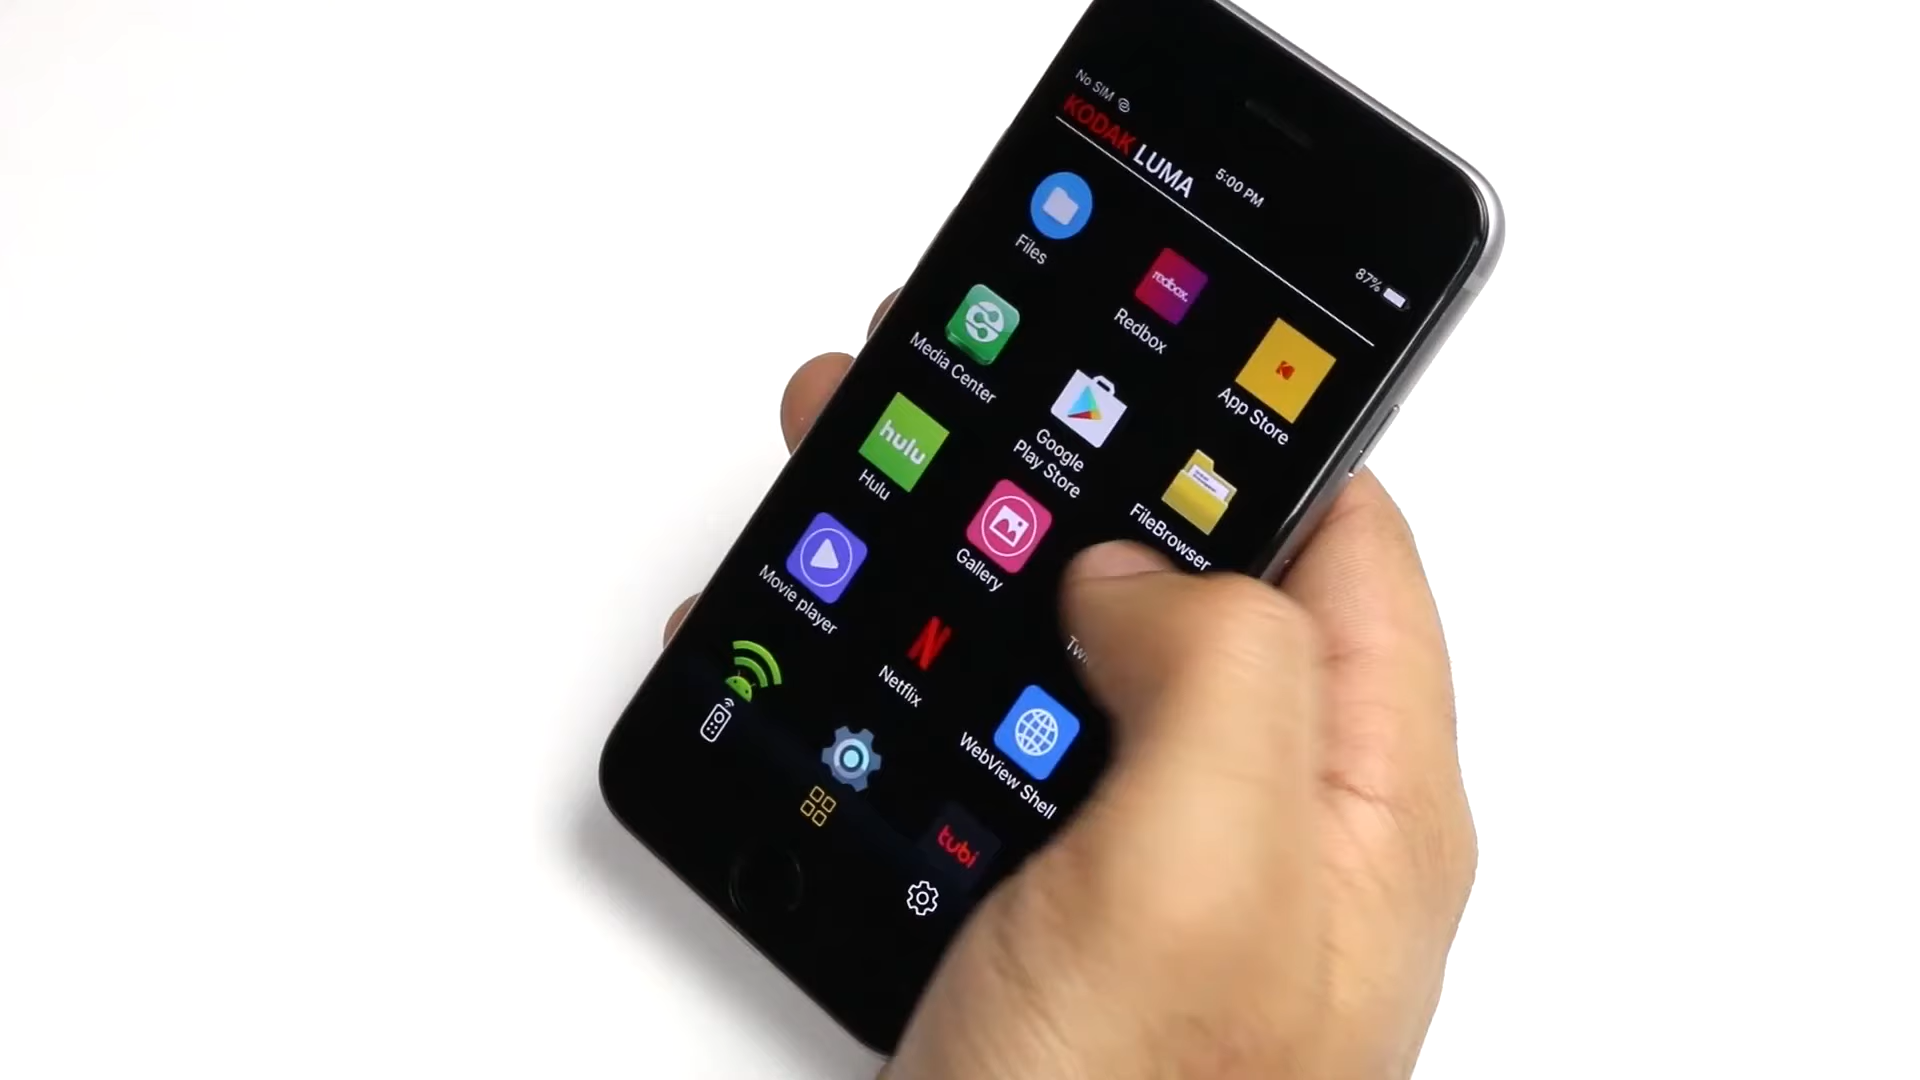 No SIM
5:00 PM
87%
KODAK LUMA
Files
redbox.
Redbox
App Store
Media Center
Google
Play Store
FileBrowser
hulu
Hulu
Gallery
Movie player
Netflix
WebView Shell
tubi